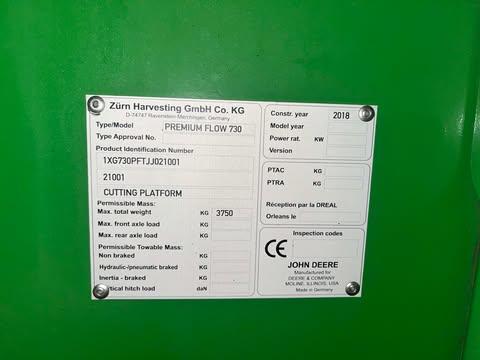 Zürn Harvesting GmbH Co. KG
D-74747 Ravenstein-Merchingen, Germany
Type/Model PREMIUM FLOW 730
Type Approval No.
Product Identification Number
1XG730PFTJJ021001
21001
CUTTING PLATFORM
Permissible Mass:
Max. total weight KG 3750
Max. front axle load KG
Max. rear axle load KG
Permissible Towable Mass:
Non braked KG
Hydraulic-/pneumatic braked KG
Inertia - braked KG
Vertical hitch load daN
Constr. year 2018
Model year
Power rat. KW
Version
PTAC KG
PTRA KG
Réception par la DREAL
Orleans le
Inspection codes
CE
JOHN DEERE
Manufactured for
DEERE & COMPANY
MOLINE, ILLINOIS, USA
Made in Germany